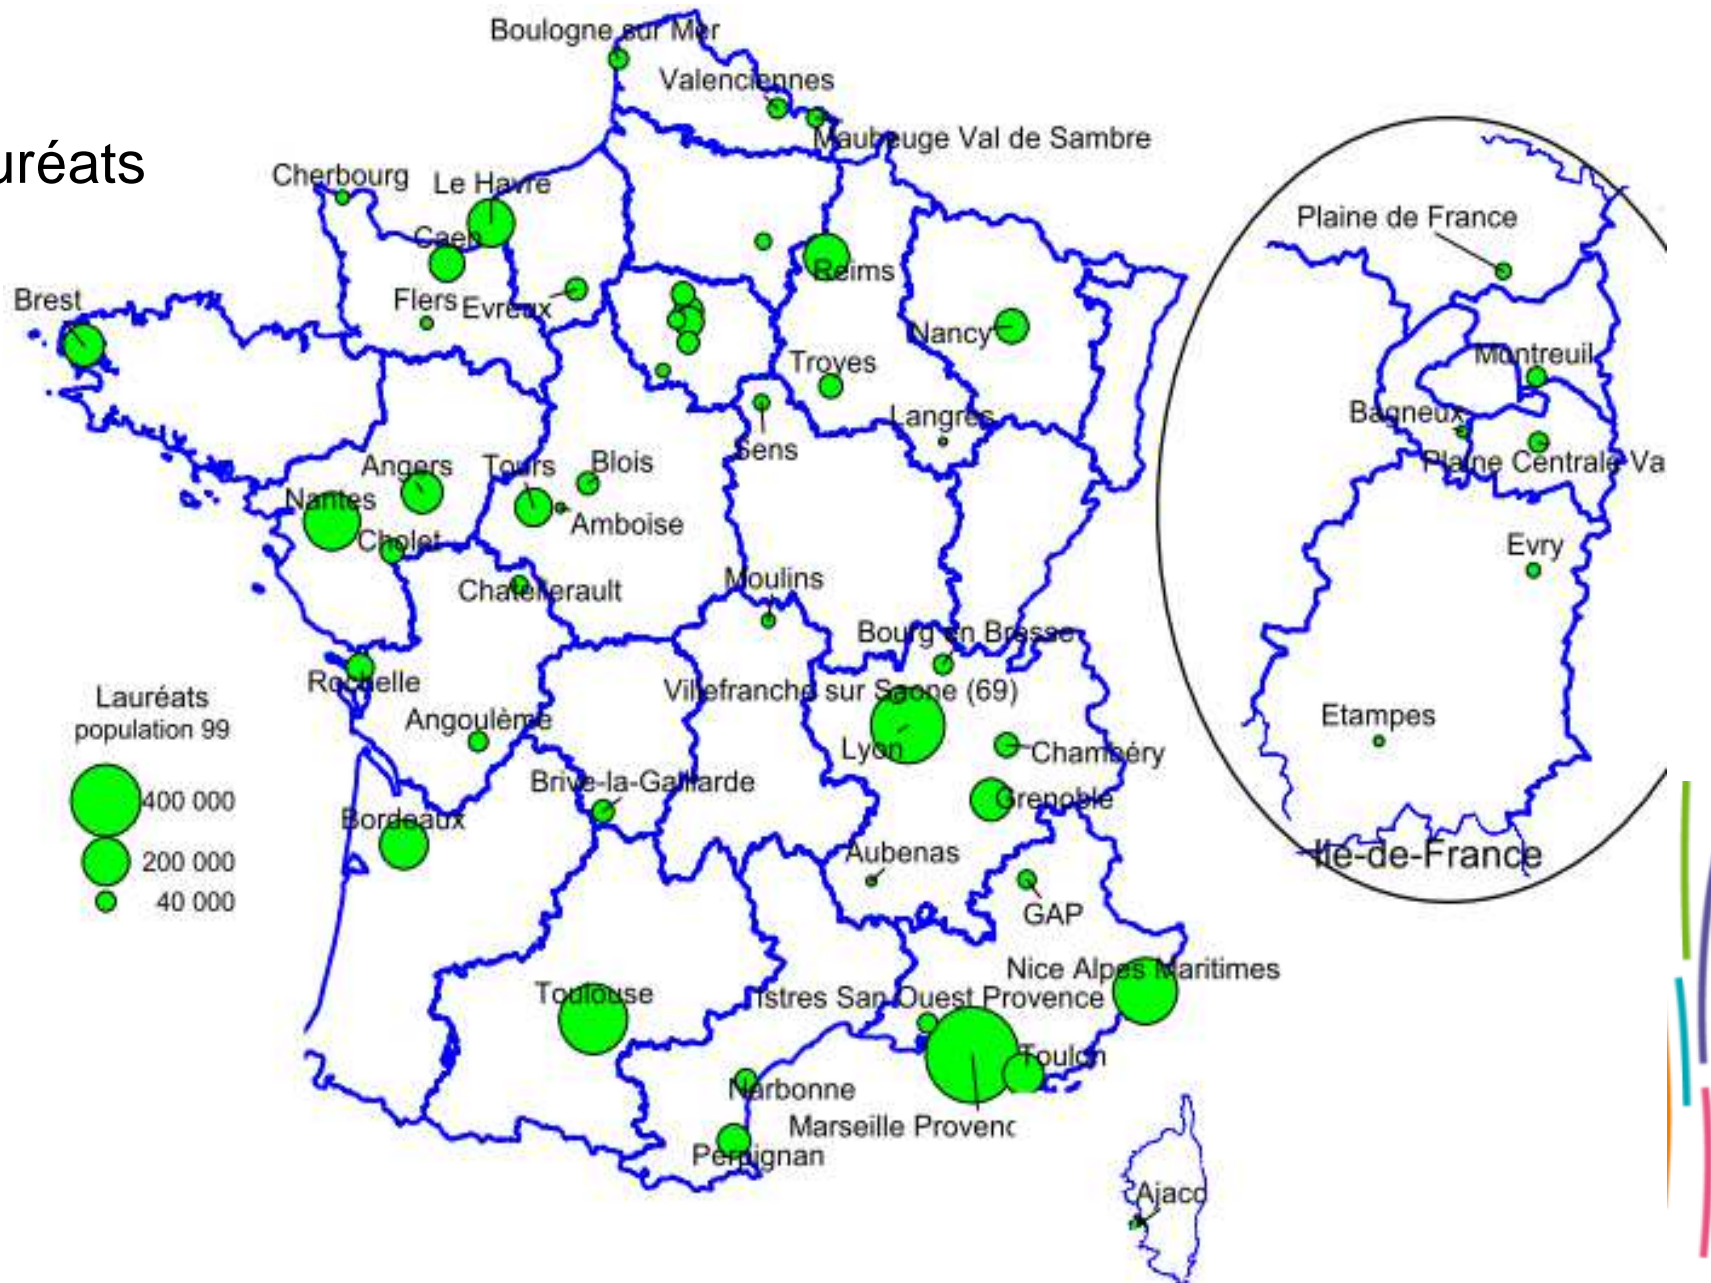 Boulogne sur Mer
Valenciennes
Maubeuge Val de Sambre
uréats
Cherbourg
Le Havre
Caen
Reims
Brest
Flers
Evreux
Nancy
Troyes
Langres
Sens
Angers
Tours
Blois
Nantes
Amboise
Cholet
Chatellerault
Moulins
Bourg en Bresse
Rochelle
Villefranche sur Saone (69)
Angoulème
Lyon
Chambéry
Brive-la-Gaillarde
Grenoble
Bordeaux
Aubenas
GAP
Nice Alpes Maritimes
Toulouse
Istres San Ouest Provence
Toulon
Narbonne
Marseille Provenc
Perpignan
Ajacc
Lauréats
population 99
400 000
200 000
40 000
Plaine de France
Montreuil
Bagneux
Plaine Centrale Va
Evry
Etampes
Ile-de-France